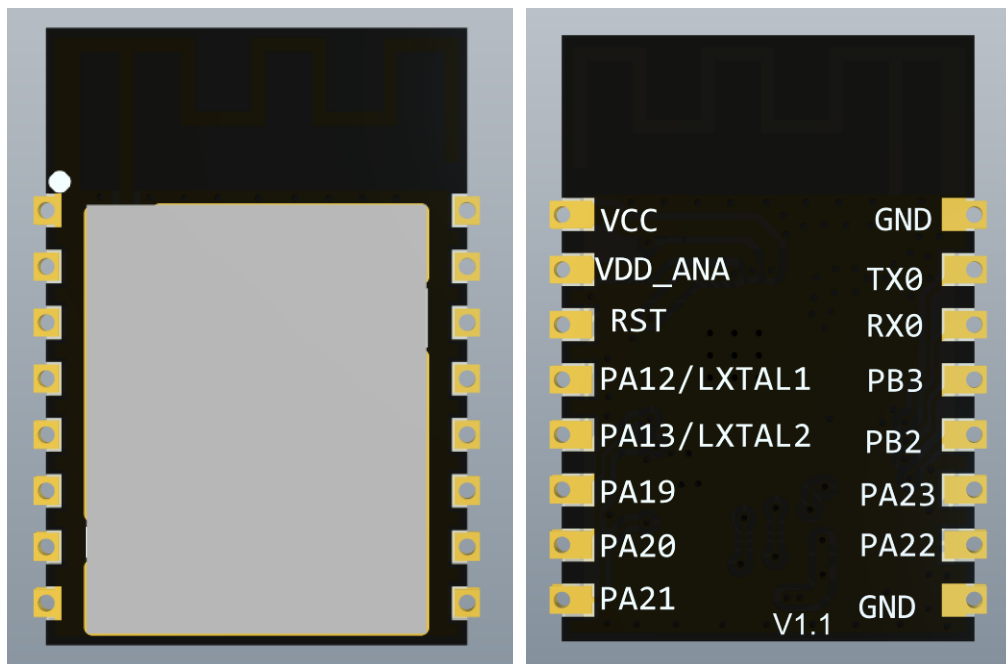 VCC
GND
VDD_ANA
TX0
RST
RX0
PA12/LXTAL1
PB3
PA13/LXTAL2
PB2
PA19
PA23
PA20
PA22
PA21
GND
V1.1